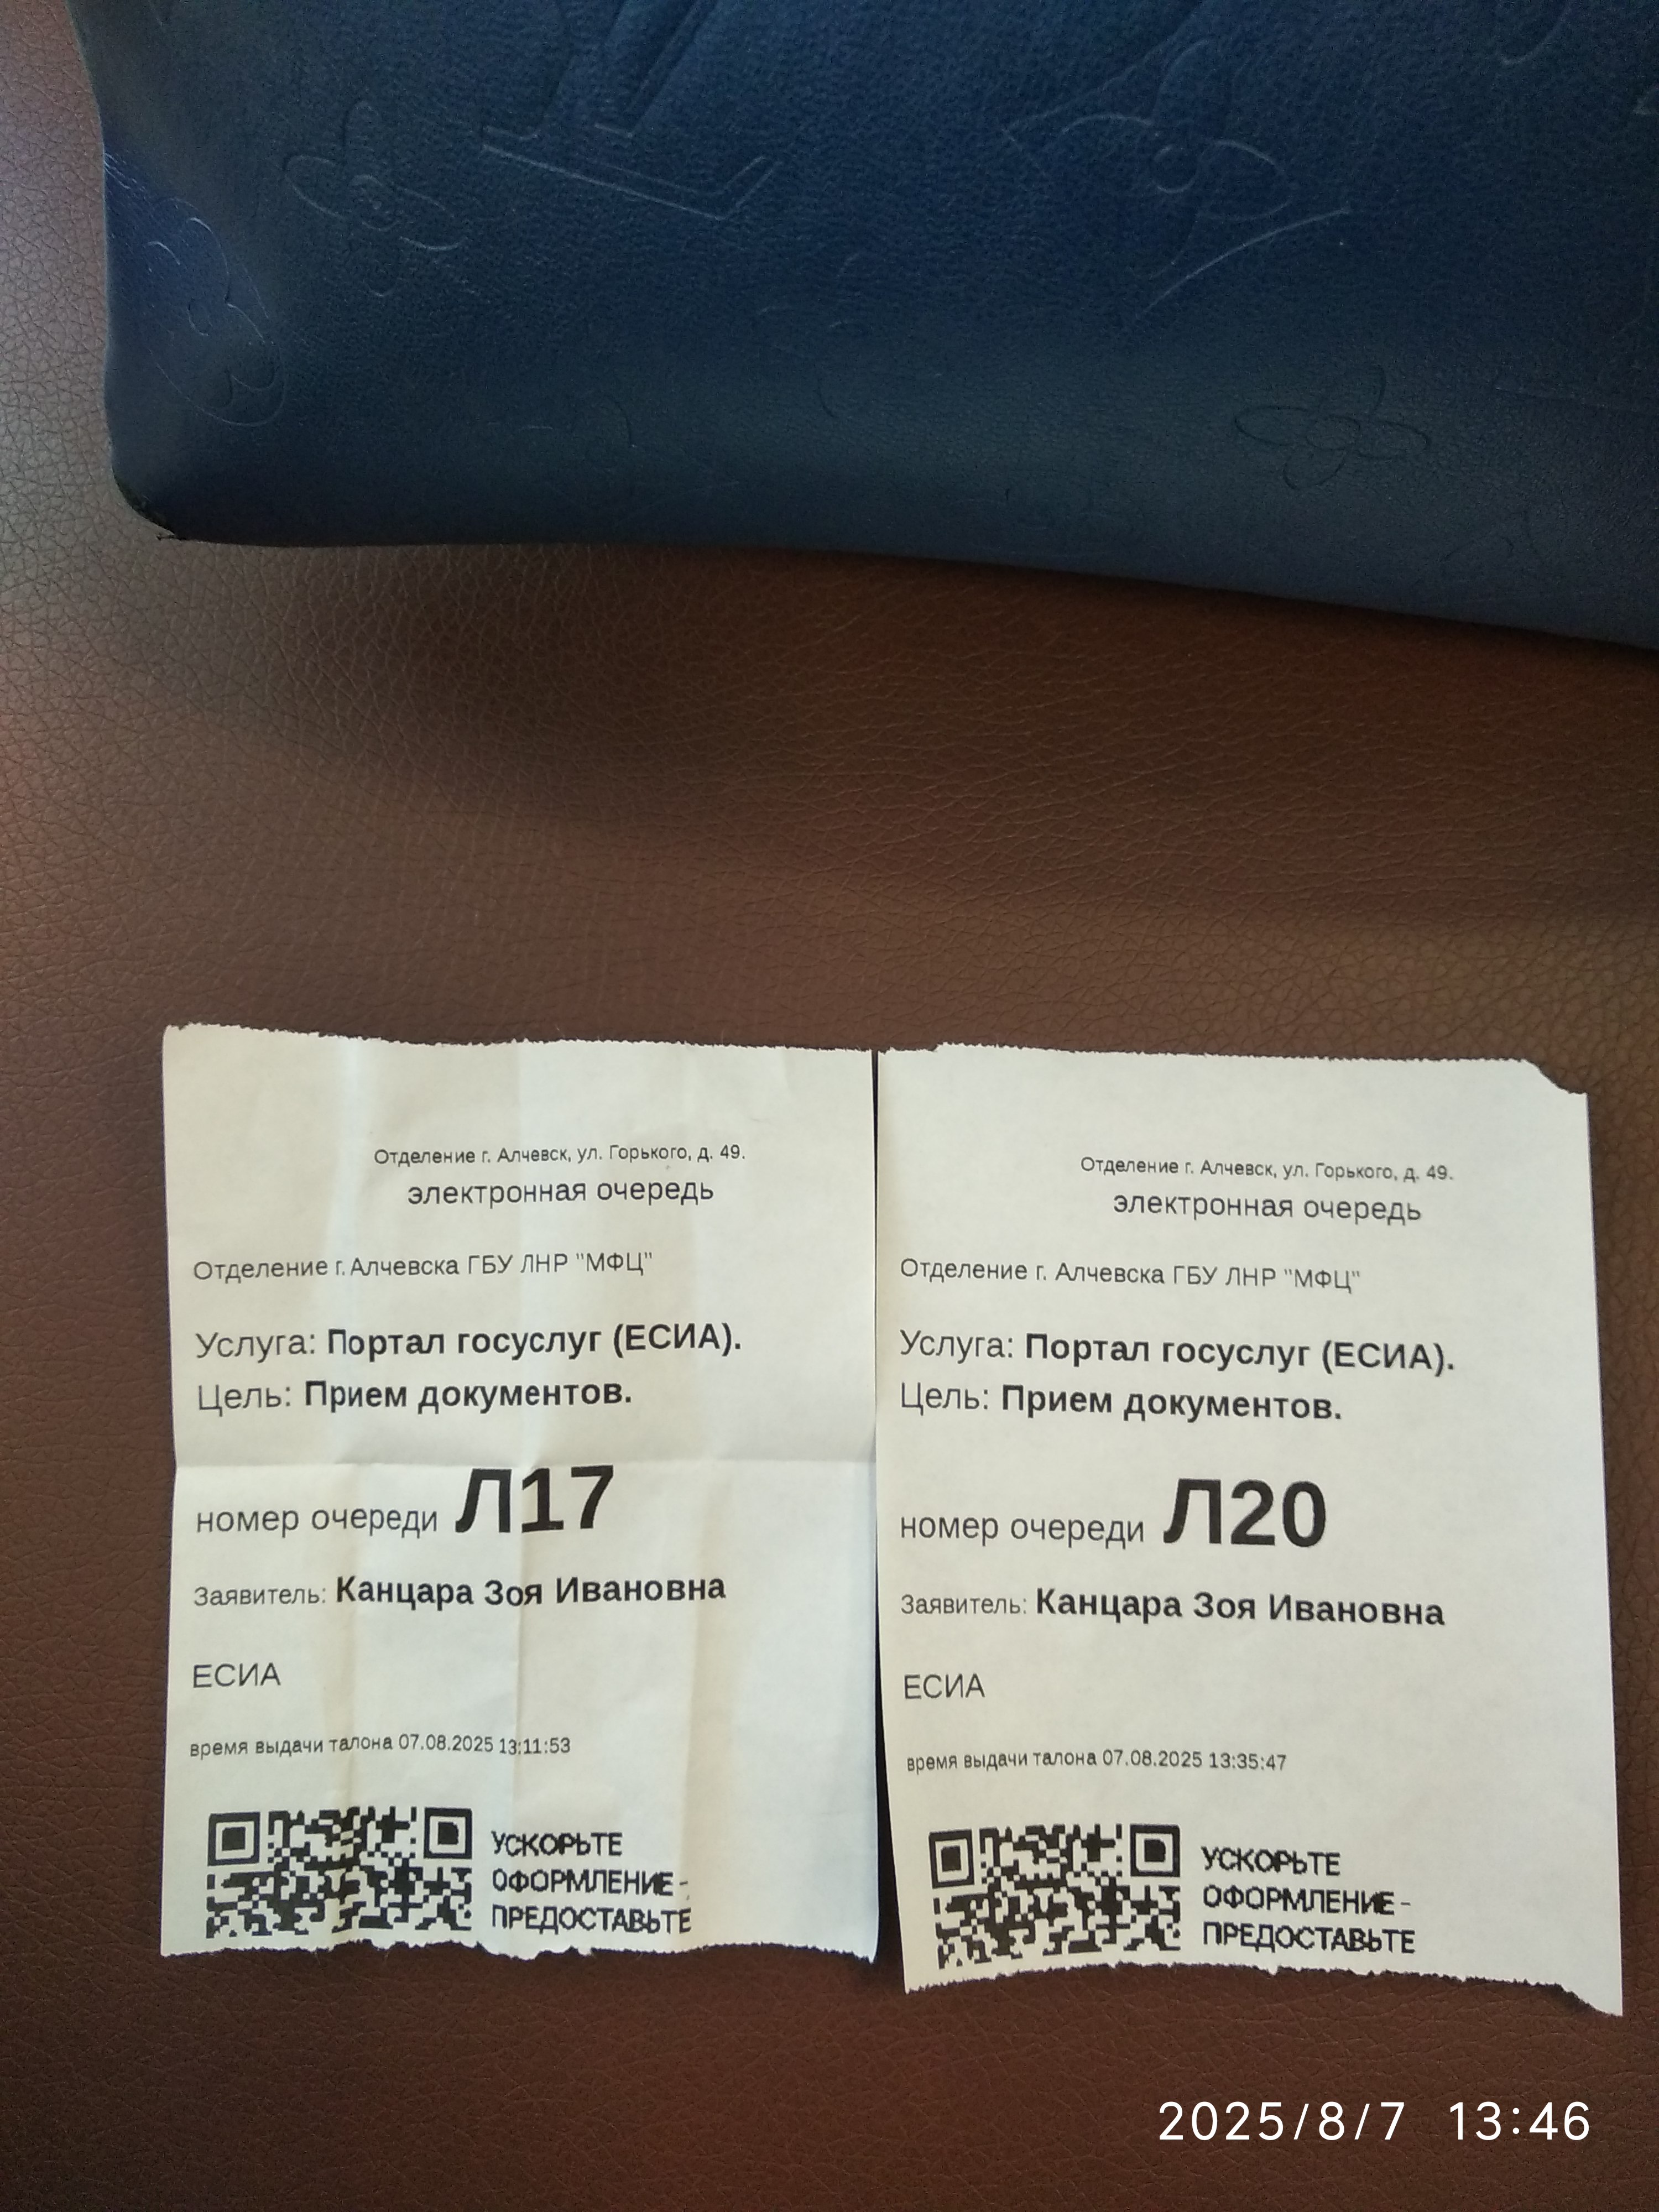 Отделение г. Алчевск, ул. Горького, д. 49.
электронная очередь
Отделение г. Алчевска ГБУ ЛНР "МФЦ"
Услуга: Портал госуслуг (ЕСИА).
Цель: Прием документов.
номер очереди Л17
Заявитель: Канцара Зоя Ивановна
ЕСИА
время выдачи талона 07.08.2025 13:11:53
УСКОРЬТЕ
ОФОРМЛЕНИЕ -
ПРЕДОСТАВЬТЕ
Отделение г. Алчевск, ул. Горького, д. 49.
электронная очередь
Отделение г. Алчевска ГБУ ЛНР "МФЦ"
Услуга: Портал госуслуг (ЕСИА).
Цель: Прием документов.
номер очереди Л20
Заявитель: Канцара Зоя Ивановна
ЕСИА
время выдачи талона 07.08.2025 13:35:47
УСКОРЬТЕ
ОФОРМЛЕНИЕ -
ПРЕДОСТАВЬТЕ
2025/8/7 13:46